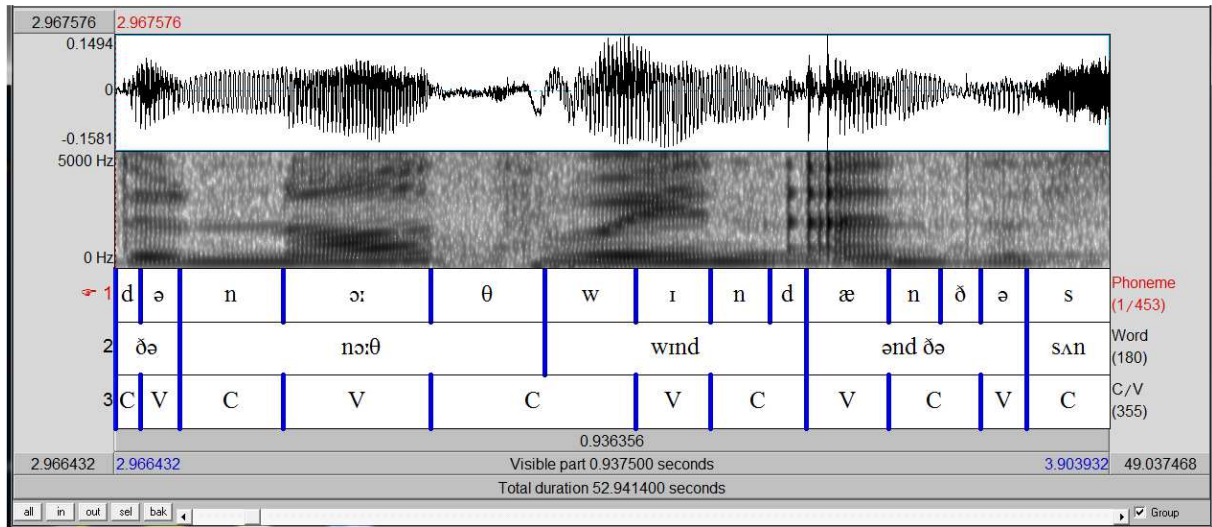 2.967576 2.967576
0.1494
0
-0.1581
5000 Hz
0 Hz
☞ 1 d ə n ɔː θ w ɪ n d æ n ð ə s Phoneme (1/453)
2 ðə nɔːθ wɪnd ənd ðə sʌn Word (180)
3 C V C V C V C V C V C C/V (355)
0.936356
2.966432 2.966432 Visible part 0.937500 seconds 3.903932 49.037468
Total duration 52.941400 seconds
all in out sel bak Group